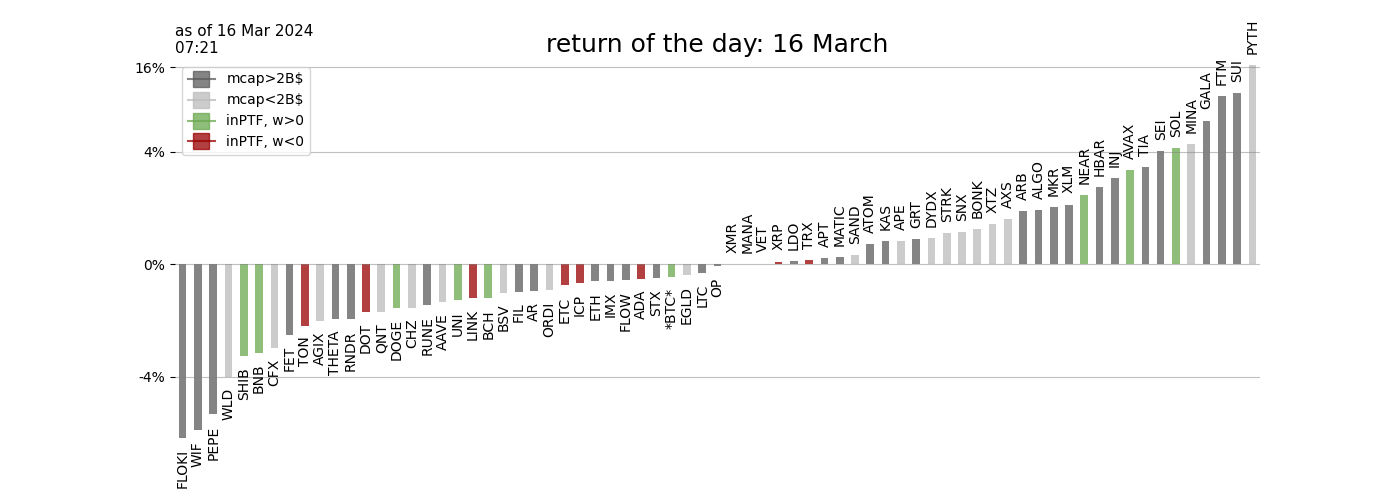 as of 16 Mar 2024
07:21
return of the day: 16 March
16%
4%
0%
-4%
mcap>2B$
mcap<2B$
inPTF, w>0
inPTF, w<0
FLOKI
WIF
PEPE
WLD
SHIB
BNB
CFX
FET
TON
AGIX
THETA
RNDR
DOT
QNT
DOGE
CHZ
RUNE
AAVE
UNI
LINK
BCH
BSV
FIL
AR
ORDI
ETC
ICP
ETH
IMX
FLOW
ADA
STX
*BTC*
EGLD
LTC
OP
XMR
MANA
VET
XRP
LDO
TRX
APT
MATIC
SAND
ATOM
KAS
APE
GRT
DYDX
STRK
SNX
BONK
XTZ
AXS
ARB
ALGO
MKR
XLM
NEAR
HBAR
INJ
AVAX
TIA
SEI
SOL
MINA
GALA
FTM
SUI
PYTH